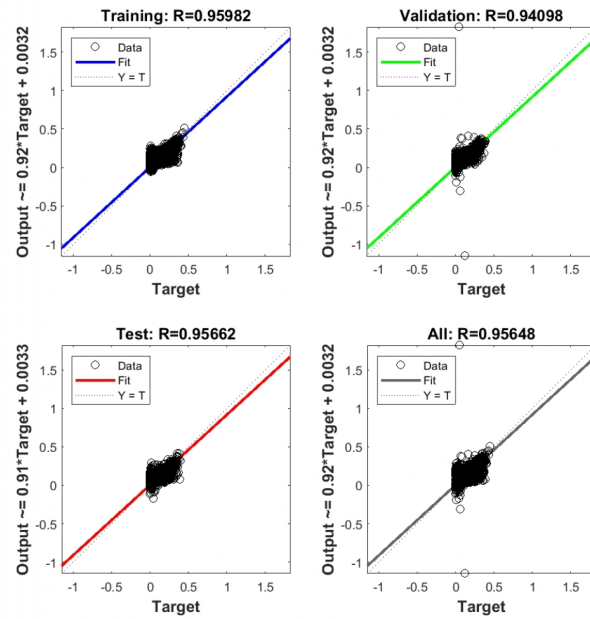 Training: R=0.95982
Output ~= 0.92*Target + 0.0032
1.5
1
0.5
0
-0.5
-1
Data
Fit
Y = T
-1 -0.5 0 0.5 1 1.5
Target
Validation: R=0.94098
Output ~= 0.92*Target + 0.0032
1.5
1
0.5
0
-0.5
-1
Data
Fit
Y = T
-1 -0.5 0 0.5 1 1.5
Target
Test: R=0.95662
Output ~= 0.91*Target + 0.0033
1.5
1
0.5
0
-0.5
-1
Data
Fit
Y = T
-1 -0.5 0 0.5 1 1.5
Target
All: R=0.95648
Output ~= 0.92*Target + 0.0032
1.5
1
0.5
0
-0.5
-1
Data
Fit
Y = T
-1 -0.5 0 0.5 1 1.5
Target